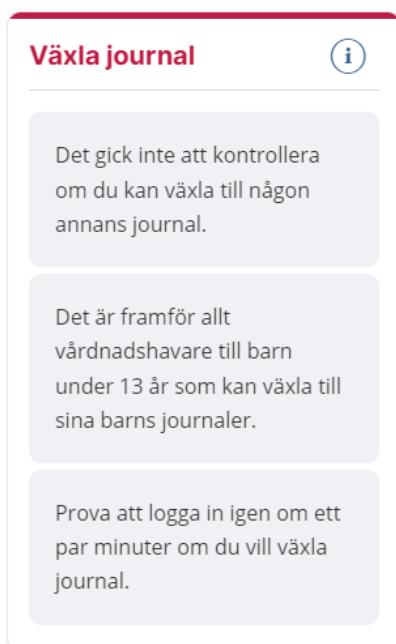 Växla journal
i
Det gick inte att kontrollera
om du kan växla till någon
annans journal.
Det är framför allt
vårdnadshavare till barn
under 13 år som kan växla till
sina barns journaler.
Prova att logga in igen om ett
par minuter om du vill växla
journal.